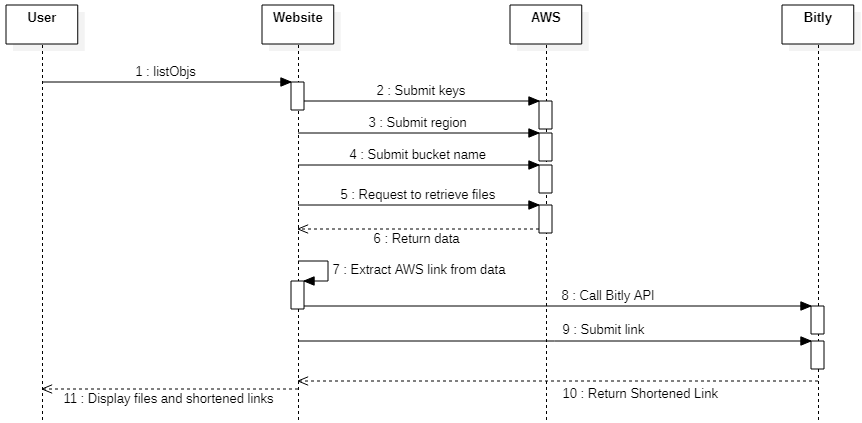 User
Website
AWS
Bitly
1 : listObjs
2 : Submit keys
3 : Submit region
4 : Submit bucket name
5 : Request to retrieve files
6 : Return data
7 : Extract AWS link from data
8 : Call Bitly API
9 : Submit link
10 : Return Shortened Link
11 : Display files and shortened links